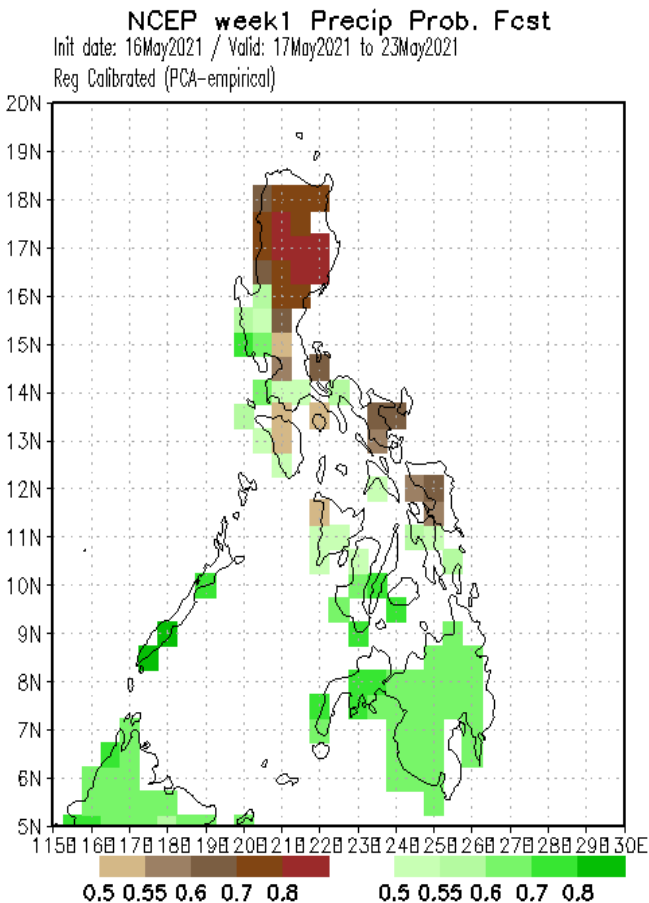 NCEP week1 Precip Prob. Fcst
Init date: 16May2021 / Valid: 17May2021 to 23May2021
Reg Calibrated (PCA-empirical)
20N
19N
18N
17N
16N
15N
14N
13N
12N
11N
10N
9N
8N
7N
6N
5N
115E 116E 117E 118E 119E 120E 121E 122E 123E 124E 125E 126E 127E 128E 129E 130E
0.5 0.55 0.6 0.7 0.8 0.5 0.55 0.6 0.7 0.8